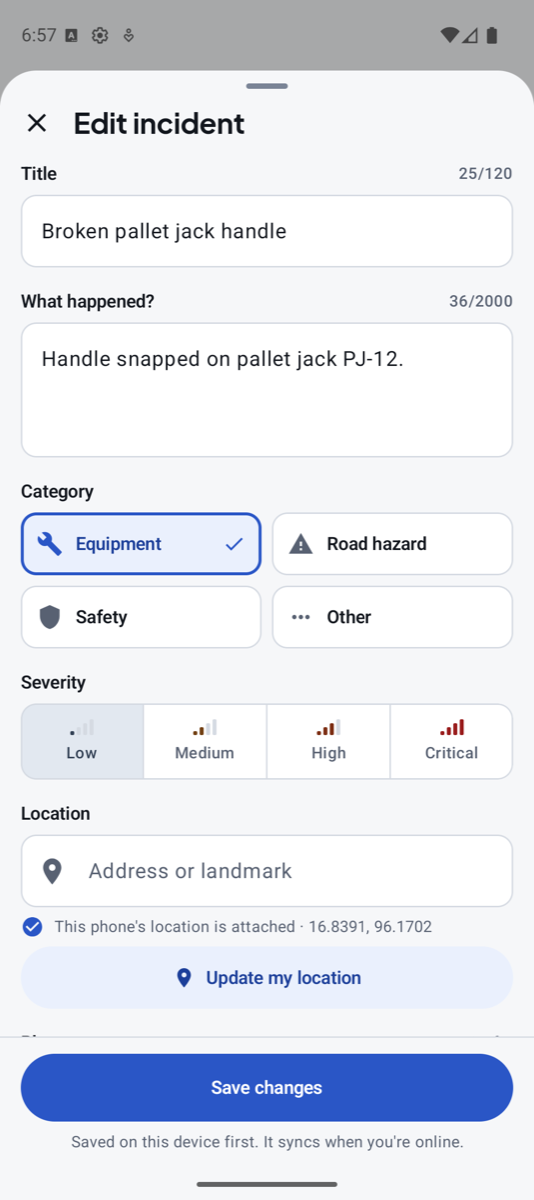 6:57
Edit incident
Title 25/120
Broken pallet jack handle
What happened? 36/2000
Handle snapped on pallet jack PJ-12.
Category
Equipment Road hazard
Safety Other
Severity
Low Medium High Critical
Location
Address or landmark
This phone's location is attached · 16.8391, 96.1702
Update my location
Save changes
Saved on this device first. It syncs when you're online.